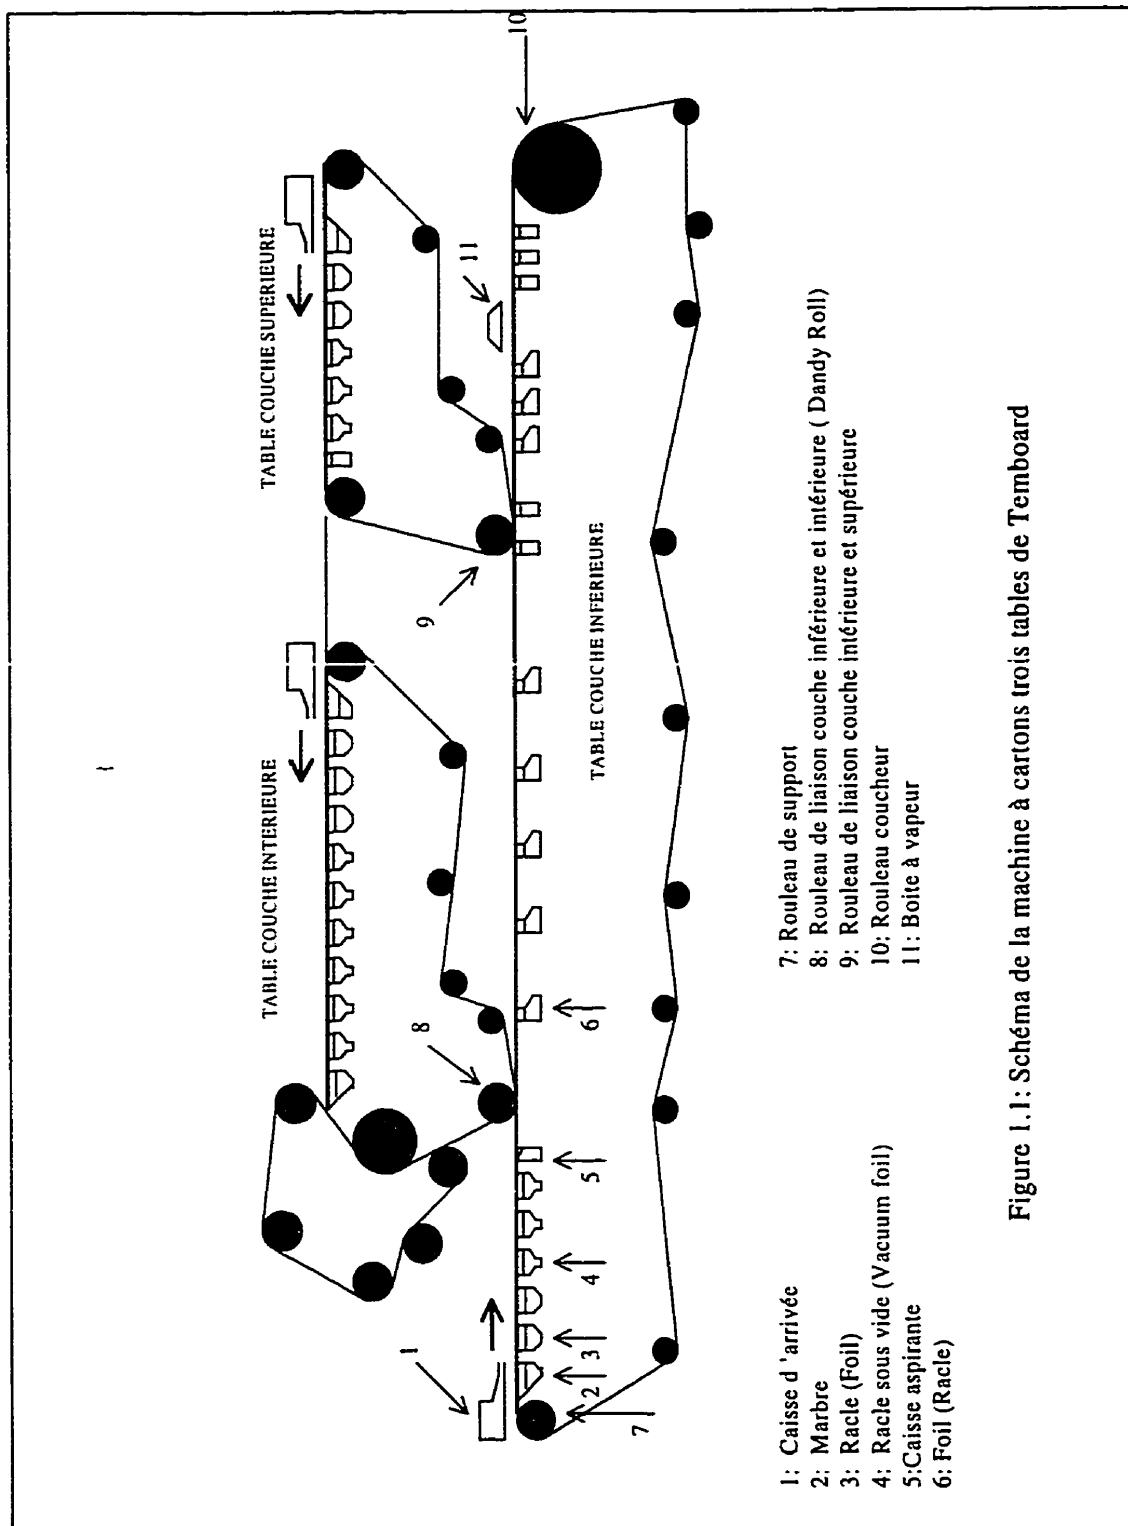 TABLE COUCHE INTERIEURE
TABLE COUCHE SUPERIEURE
TABLE COUCHE INFERIEURE
1
2
3
4
5
6
7
8
9
10
11
1: Caisse d 'arrivée
2: Marbre
3: Racle (Foil)
4: Racle sous vide (Vacuum foil)
5:Caisse aspirante
6: Foil (Racle)
7: Rouleau de support
8: Rouleau de liaison couche inférieure et intérieure ( Dandy Roll)
9: Rouleau de liaison couche intérieure et supérieure
10: Rouleau coucheur
11: Boite à vapeur
Figure 1.1: Schéma de la machine à cartons trois tables de Temboard